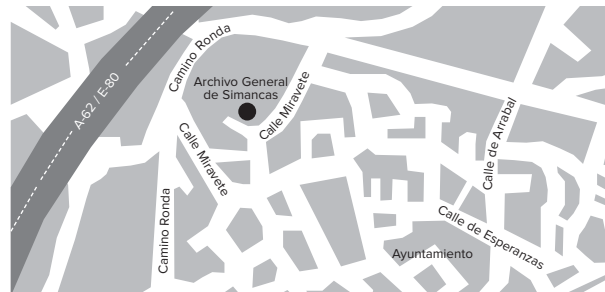 A-62 / E-80
Camino Ronda
Archivo General
de Simancas
Calle Miravete
Calle Miravete
Camino Ronda
Calle de Arrabal
Calle de Esperanzas
Ayuntamiento